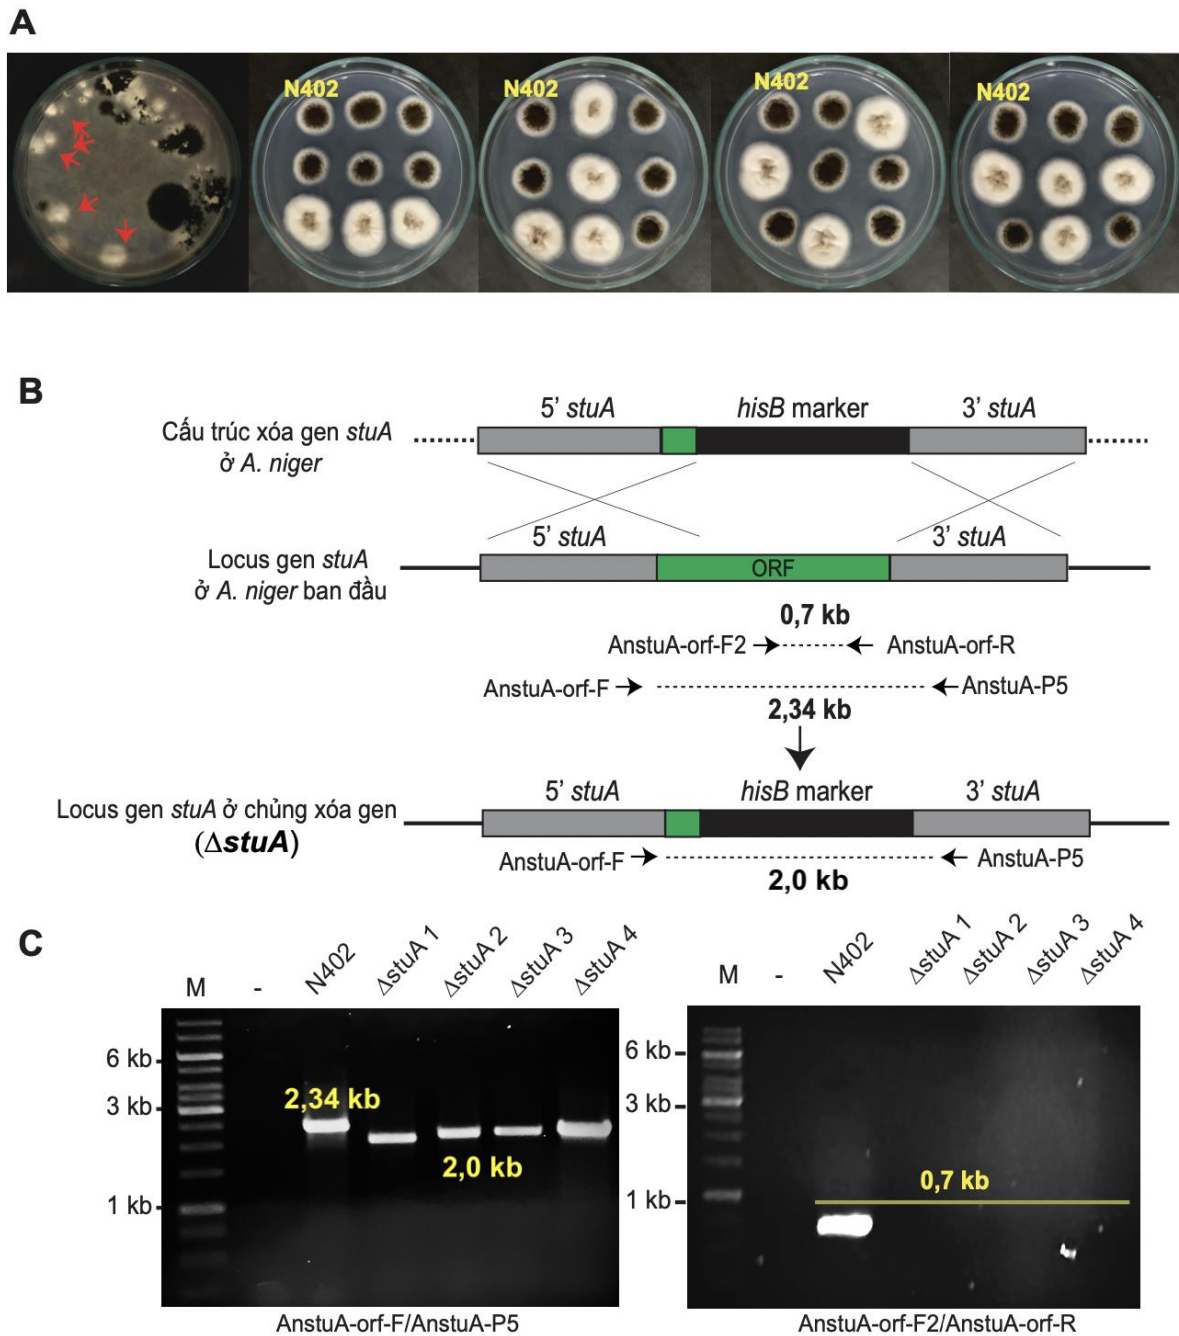 A
N402
N402
N402
N402
B
5' stuA
hisB marker
3' stuA
Cấu trúc xóa gen stuA
ở A. niger
5' stuA
3' stuA
Locus gen stuA
ở A. niger ban đầu
ORF
0,7 kb
AnstuA-orf-F2
AnstuA-orf-R
AnstuA-orf-F
AnstuA-P5
2,34 kb
5' stuA
hisB marker
3' stuA
Locus gen stuA ở chủng xóa gen
(ΔstuA)
AnstuA-orf-F
AnstuA-P5
2,0 kb
C
M
-
N402
ΔstuA 1
ΔstuA 2
ΔstuA 3
ΔstuA 4
6 kb
3 kb
1 kb
2,34 kb
2,0 kb
AnstuA-orf-F/AnstuA-P5
M
-
N402
ΔstuA 1
ΔstuA 2
ΔstuA 3
ΔstuA 4
6 kb
3 kb
1 kb
0,7 kb
AnstuA-orf-F2/AnstuA-orf-R